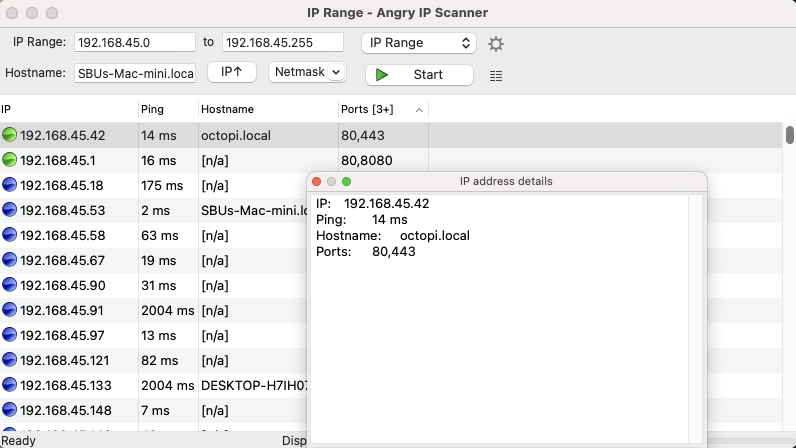 IP Range - Angry IP Scanner
IP Range: 192.168.45.0 to 192.168.45.255 IP Range
Hostname: SBUs-Mac-mini.loca IP↑ Netmask Start
IP Ping Hostname Ports [3+]
192.168.45.42 14 ms octopi.local 80,443
192.168.45.1 16 ms [n/a] 80,8080
192.168.45.18 175 ms [n/a]
192.168.45.53 2 ms SBUs-Mac-mini.lo
192.168.45.58 63 ms [n/a]
192.168.45.67 19 ms [n/a]
192.168.45.90 31 ms [n/a]
192.168.45.91 2004 ms [n/a]
192.168.45.97 13 ms [n/a]
192.168.45.121 82 ms [n/a]
192.168.45.133 2004 ms DESKTOP-H7IH07
192.168.45.148 7 ms [n/a]
Ready Disp
IP address details
IP: 192.168.45.42
Ping: 14 ms
Hostname: octopi.local
Ports: 80,443